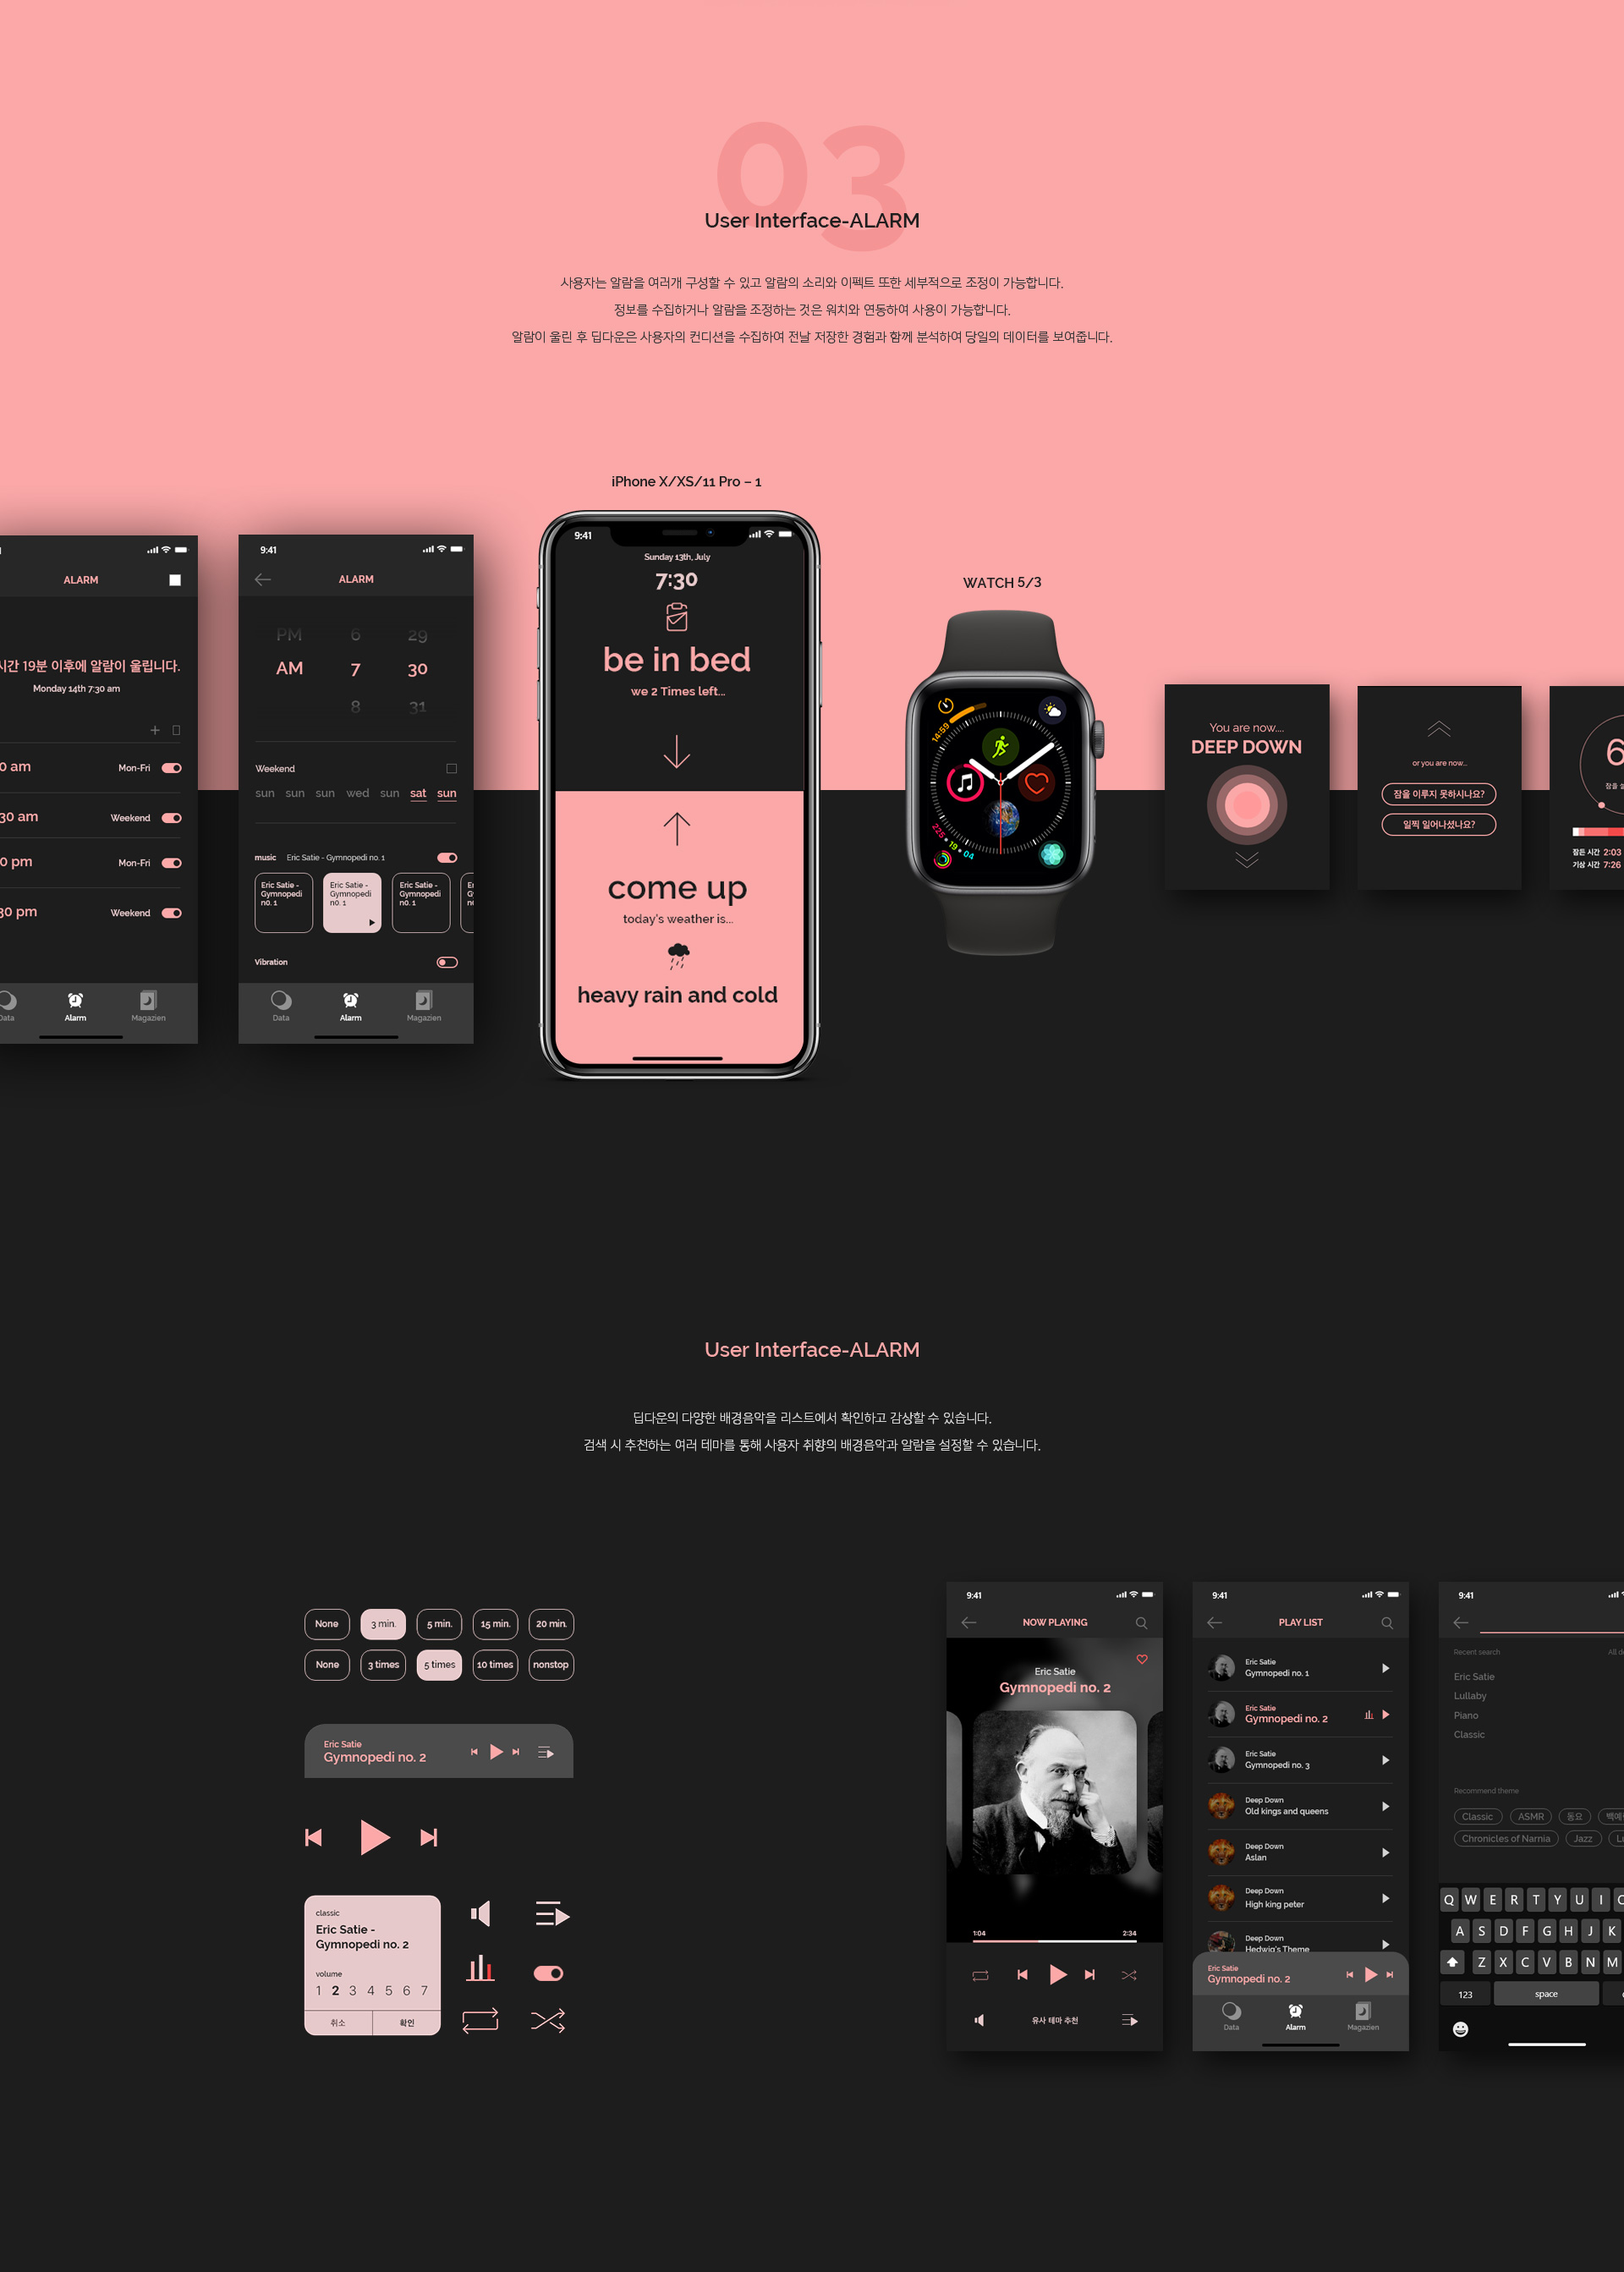 03
User Interface-ALARM
사용자는 알람을 여러개 구성할 수 있고 알람의 소리와 이펙트 또한 세부적으로 조정이 가능합니다.
정보를 수집하거나 알람을 조정하는 것은 워치와 연동하여 사용이 가능합니다.
알람이 울린 후 딥다운은 사용자의 컨디션을 수집하여 전날 저장한 경험과 함께 분석하여 당일의 데이터를 보여줍니다.
ALARM
시간 19분 이후에 알람이 울립니다.
Monday 14th 7:30 am
0 am Mon-Fri
30 am Weekend
0 pm Mon-Fri
30 pm Weekend
Data Alarm Magazien
9:41
ALARM
PM 6 29
AM 7 30
8 31
Weekend
sun sun sun wed sun sat sun
music Eric Satie - Gymnopedi no. 1
Eric Satie - Gymnopedi no. 1
Eric Satie - Gymnopedi no. 1
Eric Satie - Gymnopedi no. 1
Vibration
Data Alarm Magazien
iPhone X/XS/11 Pro – 1
9:41
Sunday 13th, July
7:30
be in bed
we 2 Times left...
come up
today's weather is...
heavy rain and cold
WATCH 5/3
14:59
225 • 19 • 04
You are now....
DEEP DOWN
or you are now...
잠을 이루지 못하시나요?
일찍 일어나셨나요?
6
잠든 시간 2:03
기상 시간 7:26
User Interface-ALARM
딥다운의 다양한 배경음악을 리스트에서 확인하고 감상할 수 있습니다.
검색 시 추천하는 여러 테마를 통해 사용자 취향의 배경음악과 알람을 설정할 수 있습니다.
None 3 min. 5 min. 15 min. 20 min.
None 3 times 5 times 10 times nonstop
Eric Satie
Gymnopedi no. 2
classic
Eric Satie -
Gymnopedi no. 2
volume
1 2 3 4 5 6 7
취소 확인
9:41
NOW PLAYING
Eric Satie
Gymnopedi no. 2
1:04 2:34
유사 테마 추천
9:41
PLAY LIST
Eric Satie
Gymnopedi no. 1
Eric Satie
Gymnopedi no. 2
Eric Satie
Gymnopedi no. 3
Deep Down
Old kings and queens
Deep Down
Aslan
Deep Down
High king peter
Deep Down
Hedwig's Theme
Eric Satie
Gymnopedi no. 2
Data Alarm Magazien
9:41
Recent search All de
Eric Satie
Lullaby
Piano
Classic
Recommend theme
Classic ASMR 동요
Chronicles of Narnia Jazz Lu
Q W E R T Y U I
A S D F G H J K
Z X C V B N M
123 space